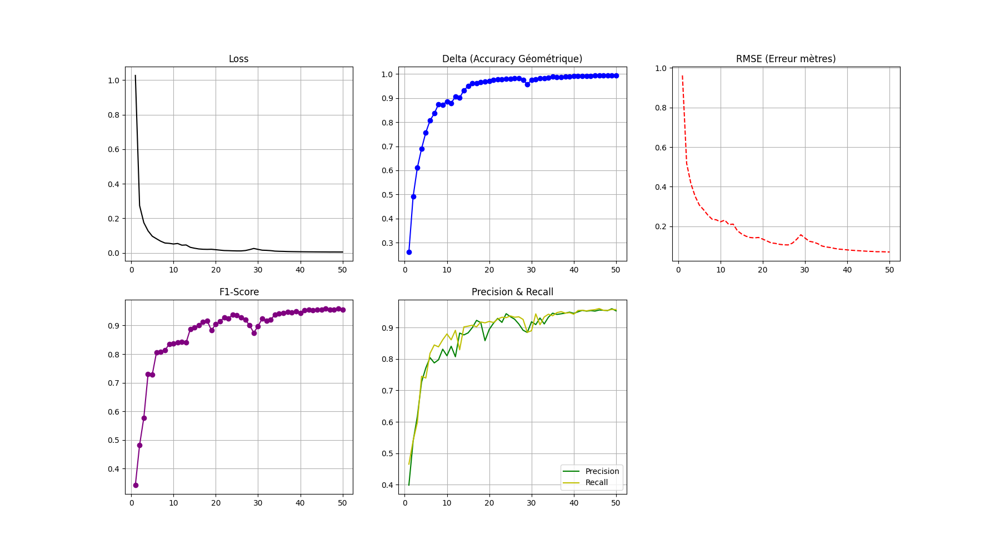 Loss
1.0
0.8
0.6
0.4
0.2
0.0
0 10 20 30 40 50
Delta (Accuracy Géométrique)
1.0
0.9
0.8
0.7
0.6
0.5
0.4
0.3
0 10 20 30 40 50
RMSE (Erreur mètres)
1.0
0.8
0.6
0.4
0.2
0 10 20 30 40 50
F1-Score
0.9
0.8
0.7
0.6
0.5
0.4
0 10 20 30 40 50
Precision & Recall
0.9
0.8
0.7
0.6
0.5
0.4
Precision
Recall
0 10 20 30 40 50